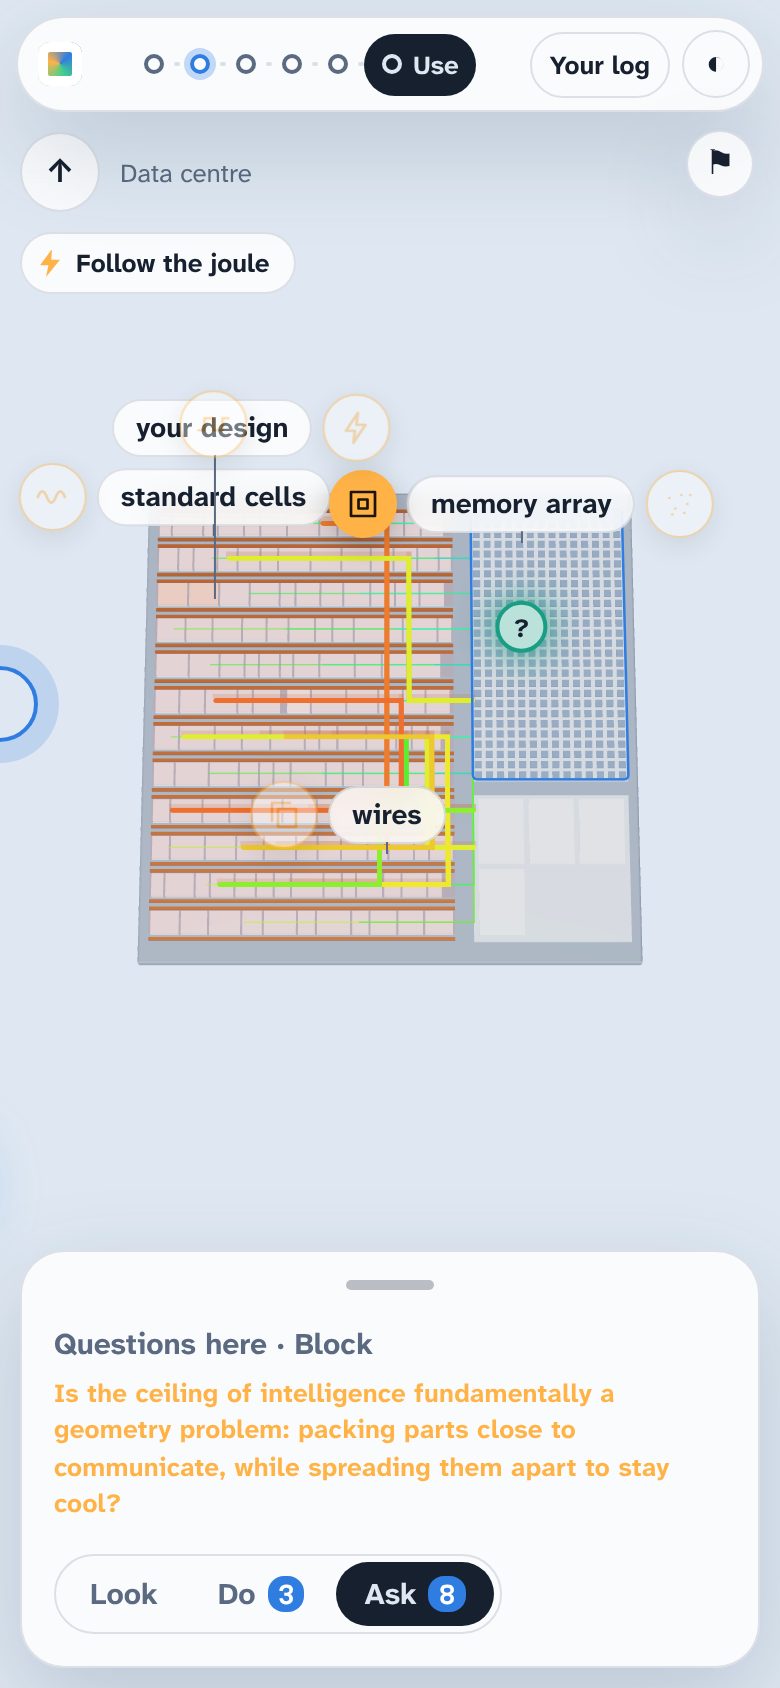 Use
Your log
Data centre
Follow the joule
your design
standard cells
memory array
?
wires
Questions here · Block
Is the ceiling of intelligence fundamentally a
geometry problem: packing parts close to
communicate, while spreading them apart to stay
cool?
Look
Do 3
Ask 8